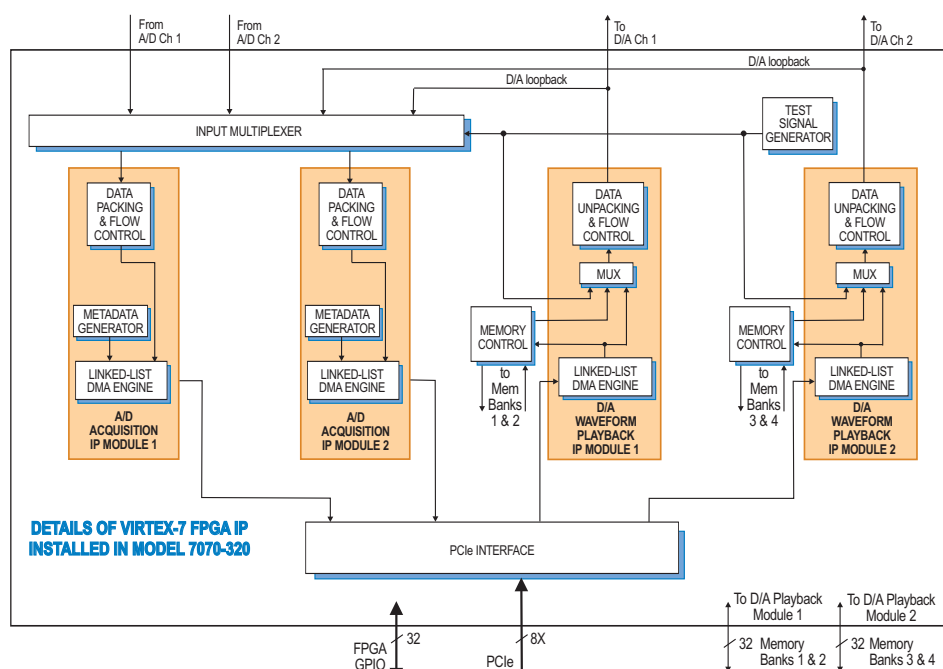 From
A/D Ch 1
From
A/D Ch 2
To
D/A Ch 1
To
D/A Ch 2
D/A loopback
D/A loopback
INPUT MULTIPLEXER
TEST
SIGNAL
GENERATOR
DATA
PACKING
& FLOW
CONTROL
METADATA
GENERATOR
LINKED-LIST
DMA ENGINE
A/D
ACQUISITION
IP MODULE 1
DATA
PACKING
& FLOW
CONTROL
METADATA
GENERATOR
LINKED-LIST
DMA ENGINE
A/D
ACQUISITION
IP MODULE 2
DATA
UNPACKING
& FLOW
CONTROL
MUX
MEMORY
CONTROL
to
Mem
Banks
1 & 2
LINKED-LIST
DMA ENGINE
D/A
WAVEFORM
PLAYBACK
IP MODULE 1
DATA
UNPACKING
& FLOW
CONTROL
MUX
MEMORY
CONTROL
to
Mem
Banks
3 & 4
LINKED-LIST
DMA ENGINE
D/A
WAVEFORM
PLAYBACK
IP MODULE 2
DETAILS OF VIRTEX-7 FPGA IP
INSTALLED IN MODEL 7070-320
PCIe INTERFACE
32
FPGA
GPIO
8X
PCIe
To D/A Playback
Module 1
32 Memory
Banks 1 & 2
To D/A Playback
Module 2
32 Memory
Banks 3 & 4